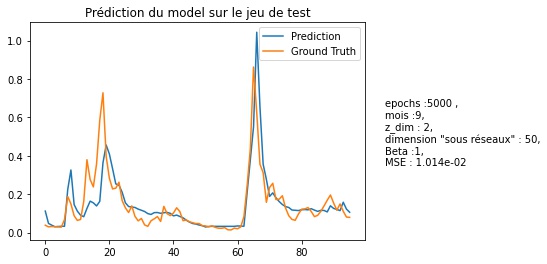 Prédiction du model sur le jeu de test
Prediction
Ground Truth
1.0
0.8
0.6
0.4
0.2
0.0
0 20 40 60 80
epochs :5000 ,
mois :9,
z_dim : 2,
dimension "sous réseaux" : 50,
Beta :1,
MSE : 1.014e-02